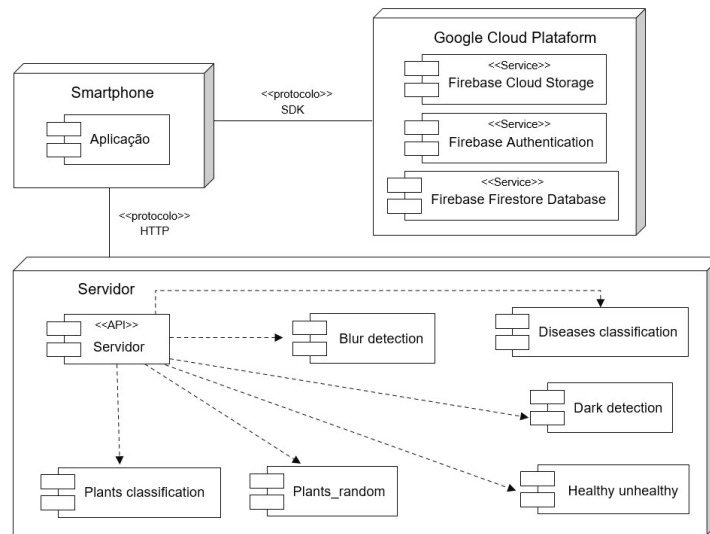 Google Cloud Plataform
<<Service>>
Firebase Cloud Storage
<<Service>>
Firebase Authentication
<<Service>>
Firebase Firestore Database
Smartphone
Aplicação
<<protocolo>>
SDK
<<protocolo>>
HTTP
Servidor
<<API>>
Servidor
Blur detection
Diseases classification
Dark detection
Plants classification
Plants_random
Healthy unhealthy